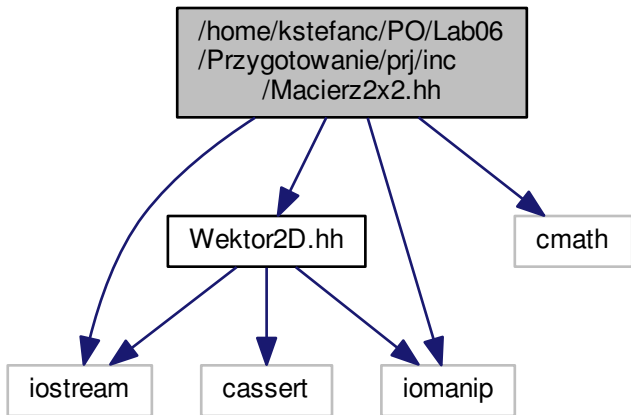 /home/kstefanc/PO/Lab06
/Przygotowanie/prj/inc
/Macierz2x2.hh
Wektor2D.hh
cmath
iostream
cassert
iomanip